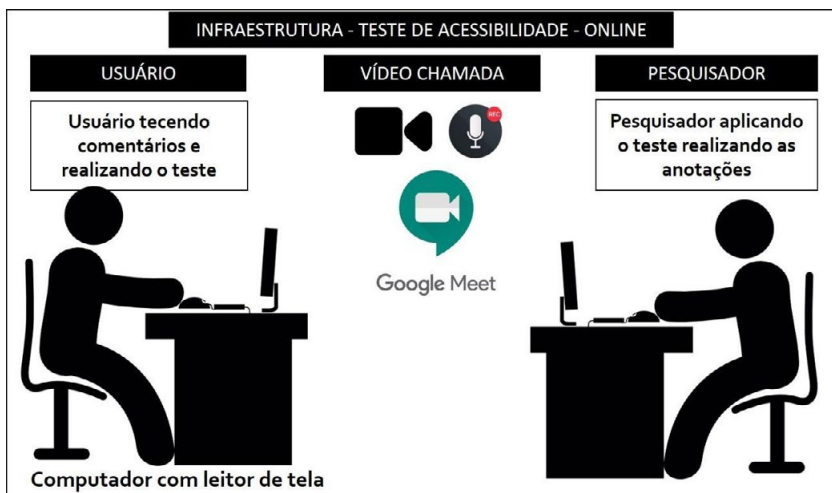 INFRAESTRUTURA - TESTE DE ACESSIBILIDADE - ONLINE
USUÁRIO
Usuário tecendo
comentários e
realizando o teste
VÍDEO CHAMADA
REC
Google Meet
PESQUISADOR
Pesquisador aplicando
o teste realizando as
anotações
Computador com leitor de tela